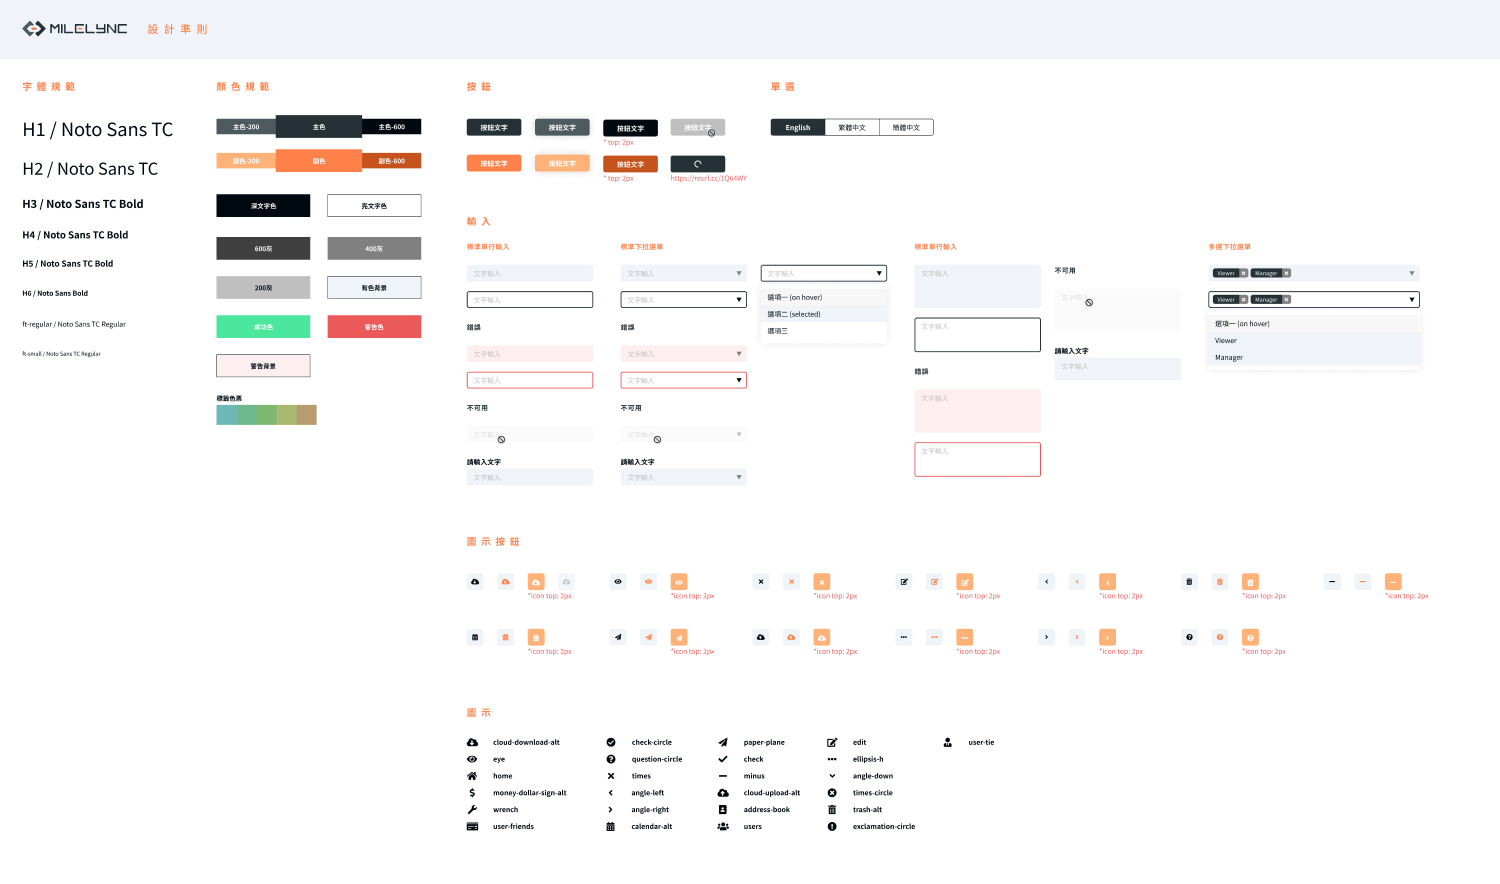 MILELYNC
設計準則
字體規範
H1 / Noto Sans TC
H2 / Noto Sans TC
H3 / Noto Sans TC Bold
H4 / Noto Sans TC Bold
H5 / Noto Sans TC Bold
H6 / Noto Sans Bold
ft-regular / Noto Sans TC Regular
ft-small / Noto Sans TC Regular
顏色規範
主色-200 主色 主色-600
副色-200 副色 副色-600
深文字色 亮文字色
600灰 400灰
200灰 有色背景
成功色 警告色
警告背景
標籤色票
按鈕
按鈕文字 按鈕文字 按鈕文字 按鈕文字
* top: 2px
按鈕文字 按鈕文字 按鈕文字
* top: 2px https://reurl.cc/1Q64WY
單選
English 繁體中文 簡體中文
輸入
標準單行輸入
文字輸入
文字輸入
錯誤
文字輸入
文字輸入
不可用
文字輸入
請輸入文字
文字輸入
標準下拉選單
文字輸入
文字輸入
錯誤
文字輸入
文字輸入
不可用
文字輸入
請輸入文字
文字輸入
文字輸入
選項一 (on hover)
選項二 (selected)
選項三
標準單行輸入
文字輸入
文字輸入
錯誤
文字輸入
文字輸入
不可用
文字輸入
請輸入文字
文字輸入
多選下拉選單
Viewer Manager
Viewer Manager
選項一 (on hover)
Viewer
Manager
圖示按鈕
*icon top: 2px *icon top: 2px *icon top: 2px *icon top: 2px *icon top: 2px *icon top: 2px *icon top: 2px
*icon top: 2px *icon top: 2px *icon top: 2px *icon top: 2px *icon top: 2px *icon top: 2px
圖示
cloud-download-alt check-circle paper-plane edit user-tie
eye question-circle check ellipsis-h
home times minus angle-down
money-dollar-sign-alt angle-left cloud-upload-alt times-circle
wrench angle-right address-book trash-alt
user-friends calendar-alt users exclamation-circle